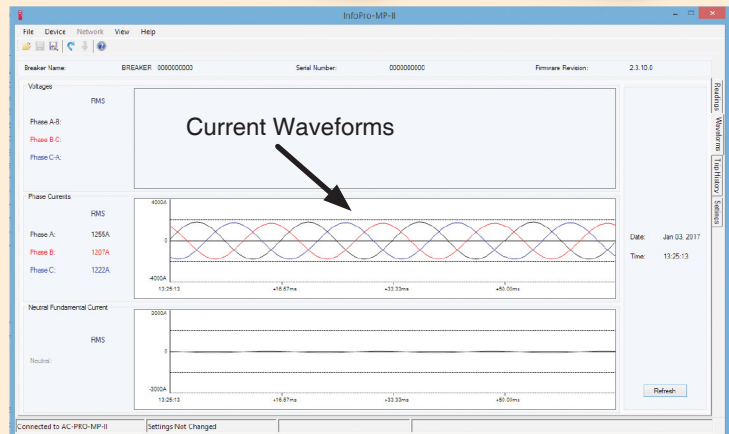 InfoPro-MP-II
File Device Network View Help
Breaker Name: BREAKER 0000000000 Serial Number: 0000000000 Firmware Revision: 2.3.10.0
Voltages
RMS
Phase A-B:
Phase B-C:
Phase C-A:
Current Waveforms
Readings
Waveforms
Trip History
Settings
Phase Currents
RMS
Phase A: 1255A
Phase B: 1207A
Phase C: 1222A
4000A
0
-4000A
13:25:13 +16.67ms +33.33ms +50.00ms
Date: Jan 03, 2017
Time: 13:25:13
Neutral Fundamental Current
RMS
Neutral:
2000A
0
-2000A
13:25:13 +16.67ms +33.33ms +50.00ms
Refresh
Connected to AC-PRO-MP-II Settings Not Changed